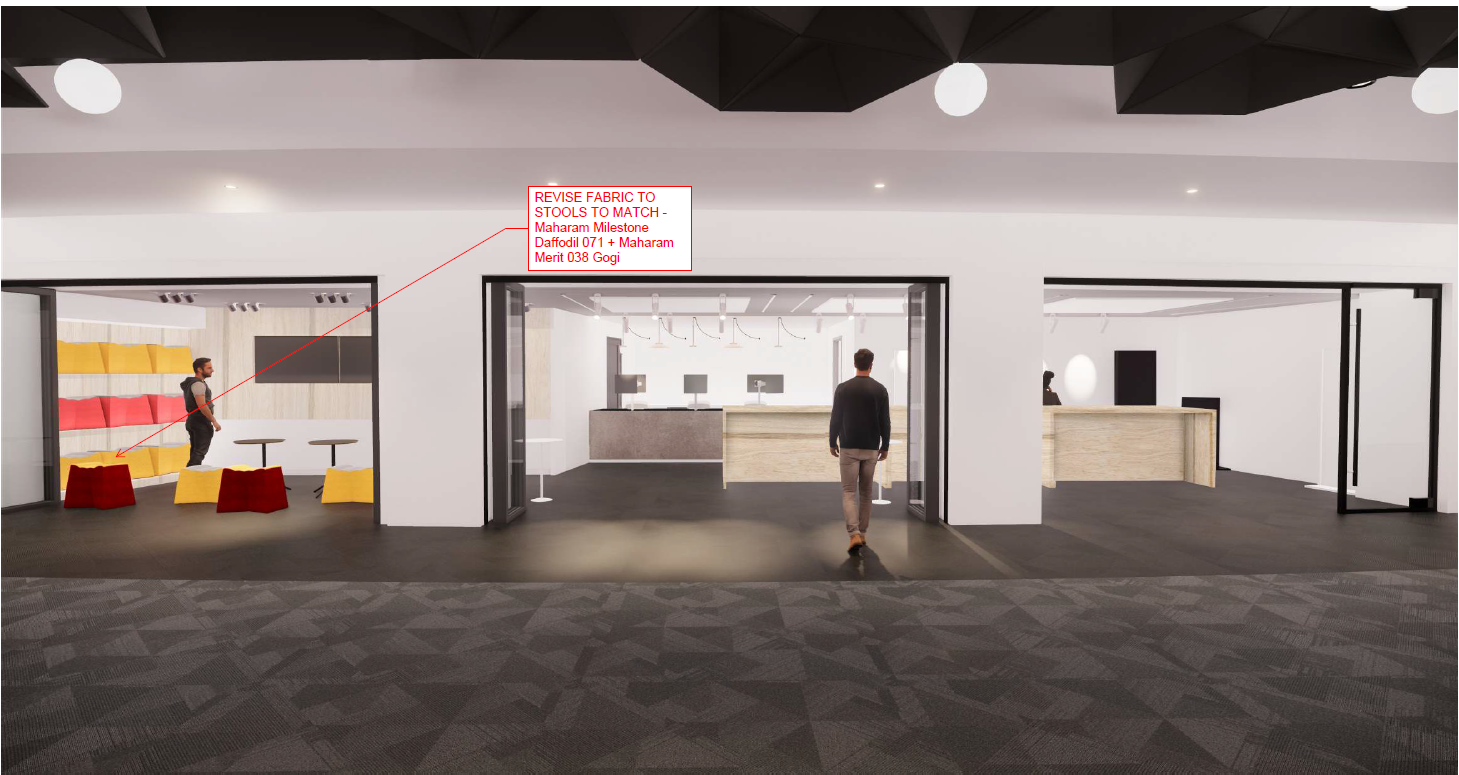 REVISE FABRIC TO
STOOLS TO MATCH -
Maharam Milestone
Daffodil 071 + Maharam
Merit 038 Gogi